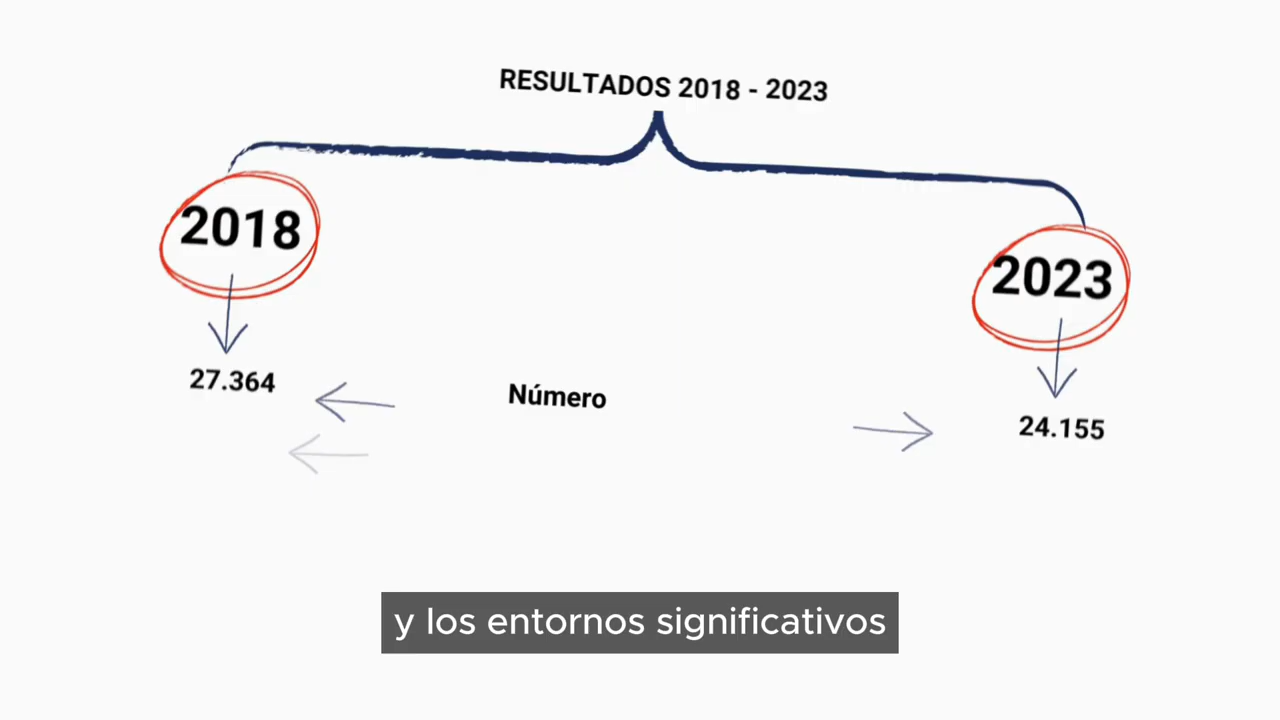 RESULTADOS 2018 - 2023
2018
2023
27.364
Número
24.155
y los entornos significativos